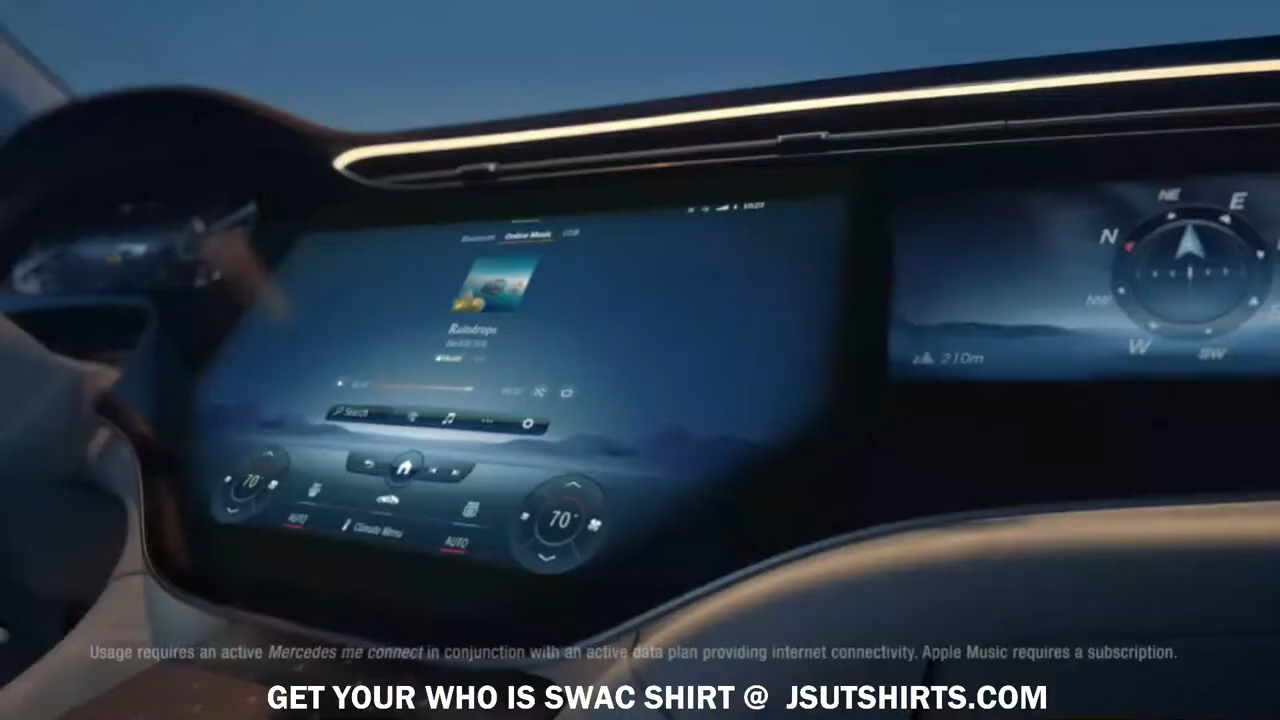 Online Music
USB
Raindrops
Search
70
AUTO
Climate Menu
AUTO
70
N
NE
E
NW
W
SW
210m
Usage requires an active Mercedes me connect in conjunction with an active data plan providing internet connectivity. Apple Music requires a subscription.
GET YOUR WHO IS SWAC SHIRT @ JSUTSHIRTS.COM